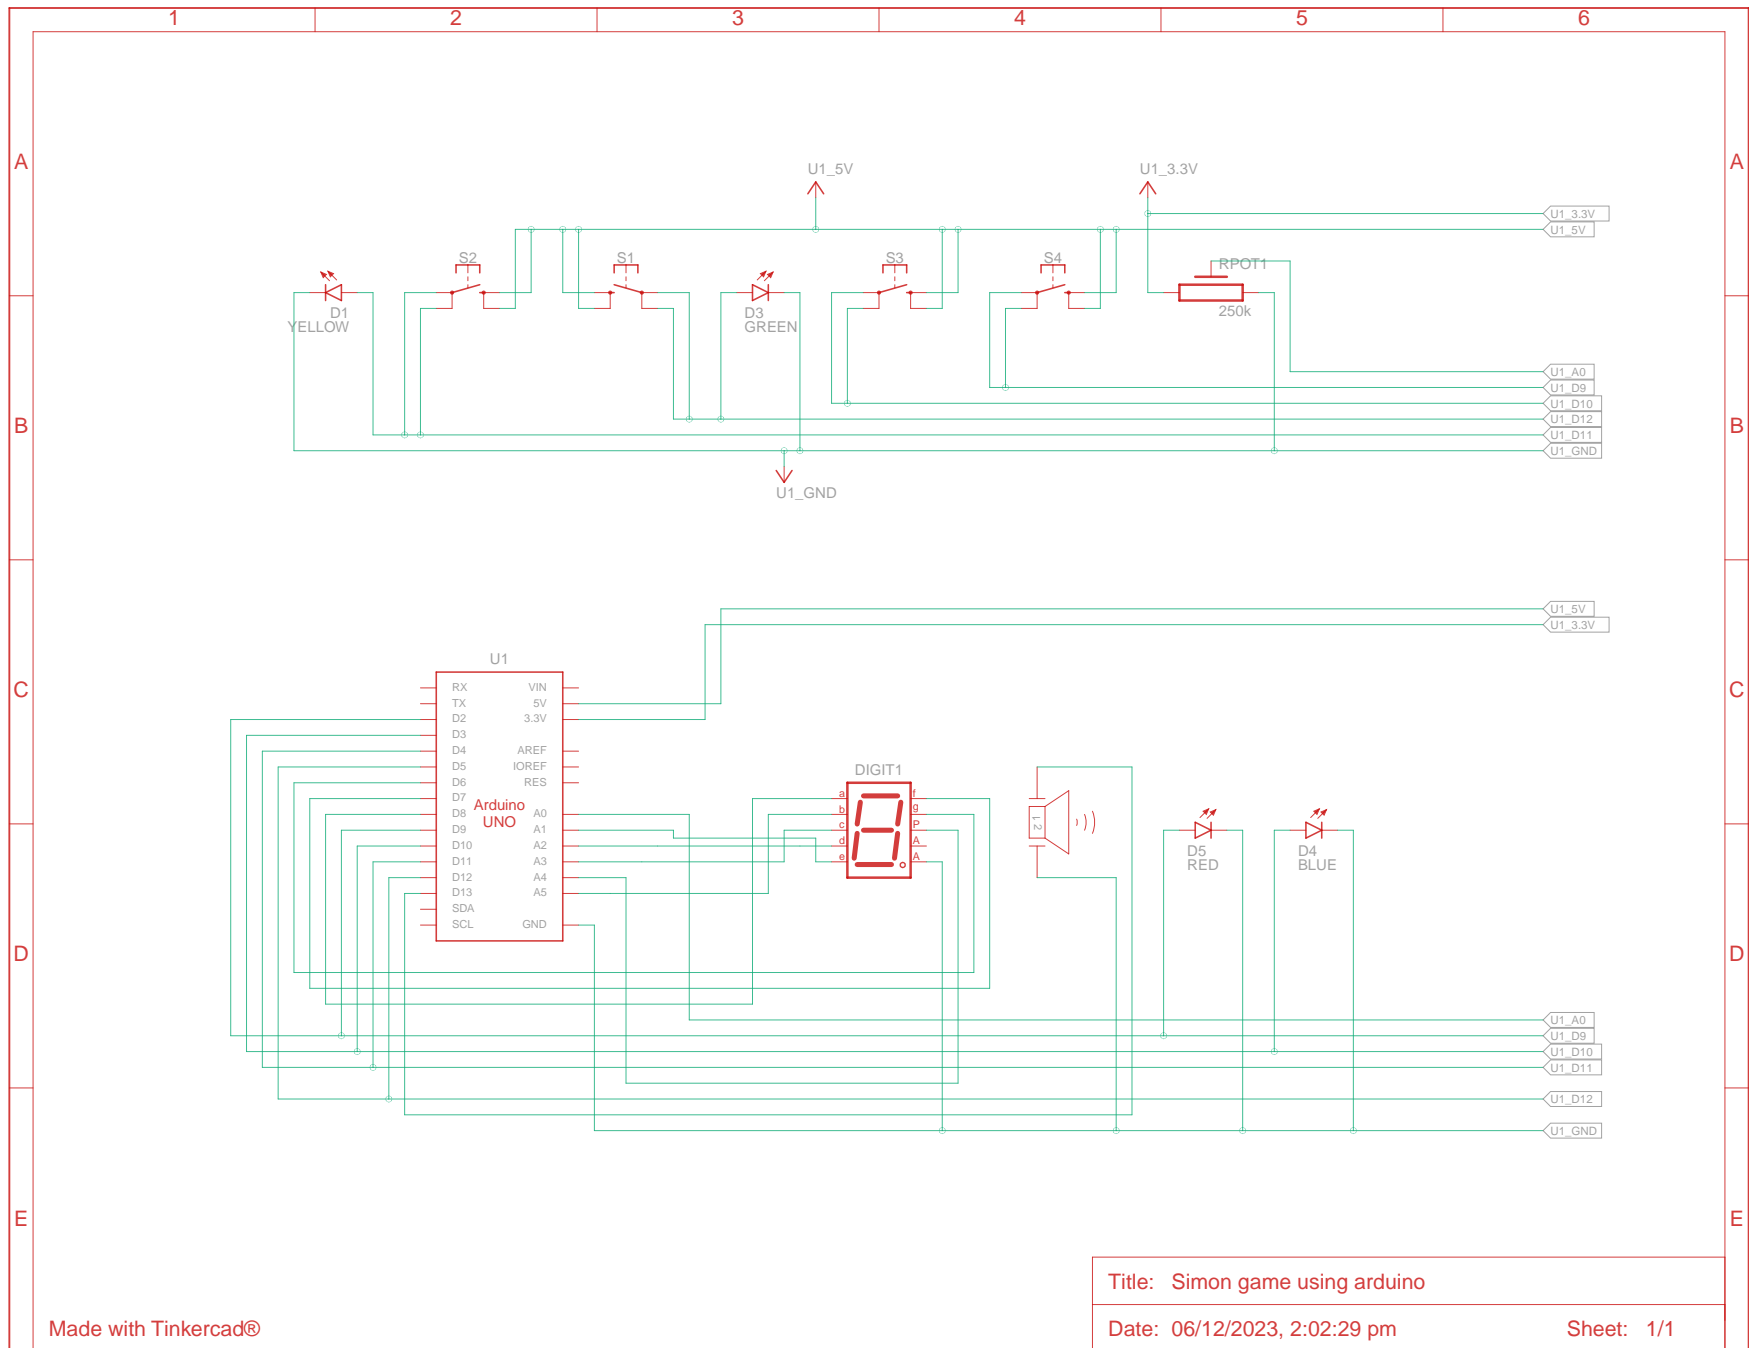 1 2 3 4 5 6
A A
U1_5V U1_3.3V
U1_3.3V
U1_5V
S2 S1 S3 S4 RPOT1
D1 D3 250k
YELLOW GREEN
U1_A0
U1_D9
U1_D10
B U1_D12 B
U1_D11
U1_GND
U1_GND
U1_5V
U1_3.3V
U1
C C
RX VIN
TX 5V
D2 3.3V
D3
D4 AREF
D5 IOREF
D6 RES
D7
D8 A0
D9 A1
D10 A2
D11 A3
D12 A4
D13 A5
SDA
SCL GND
Arduino
UNO
DIGIT1
a f
b g
c P
d A
e A
1 2
D5 D4
RED BLUE
D D
U1_A0
U1_D9
U1_D10
U1_D11
U1_D12
U1_GND
E E
Title: Simon game using arduino
Made with Tinkercad® Date: 06/12/2023, 2:02:29 pm Sheet: 1/1